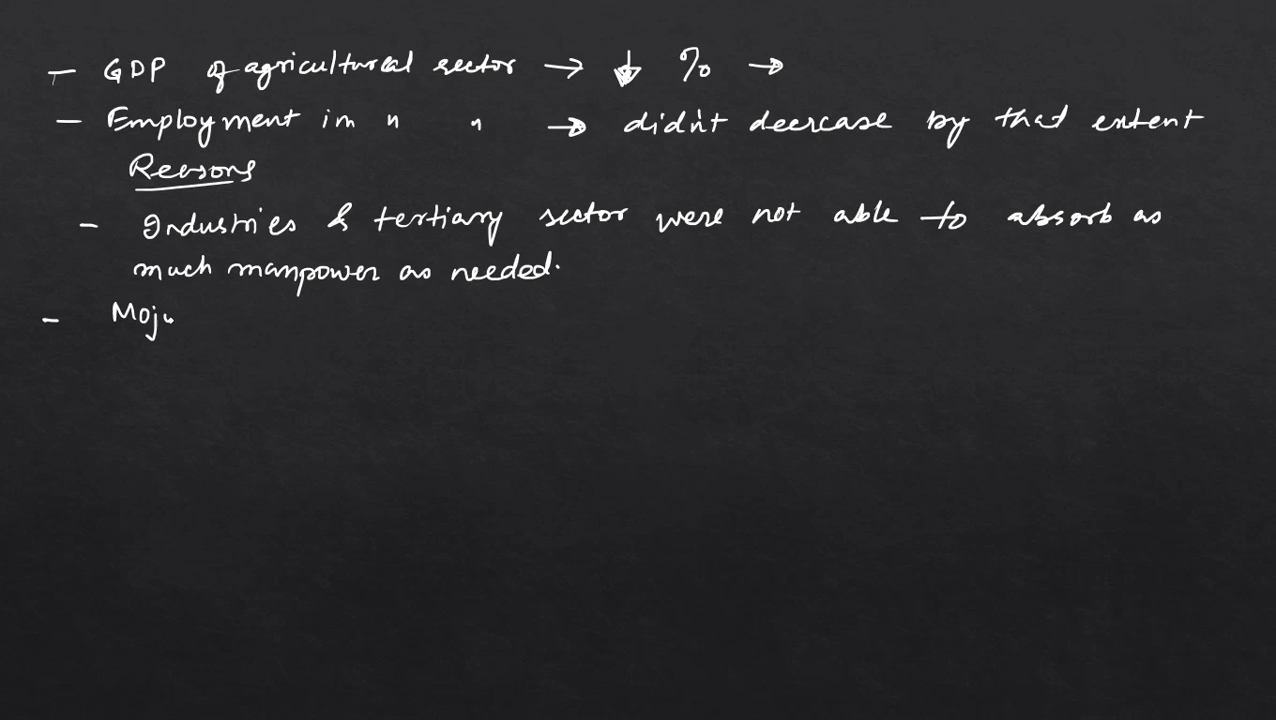 - GDP of agricultural sector → ↓ % →
- Employment in " " → didn't decrease by that extent
Reasons
- Industries & tertiary sector were not able to absorb as
much manpower as needed.
- Moj